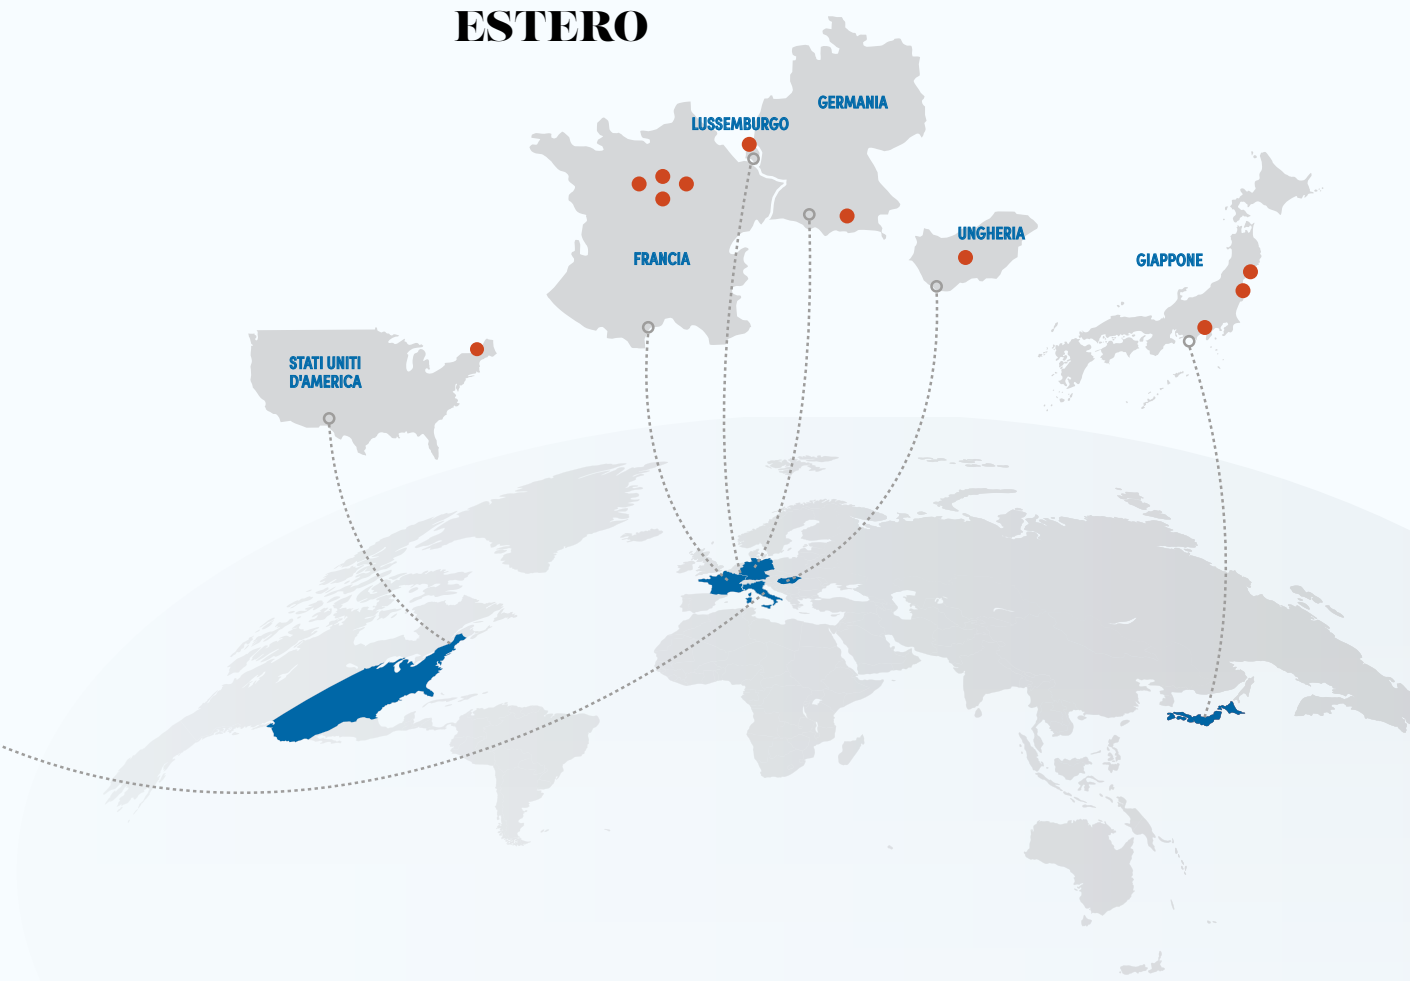 ESTERO
GERMANIA
LUSSEMBURGO
UNGHERIA
FRANCIA
GIAPPONE
STATI UNITI
D'AMERICA